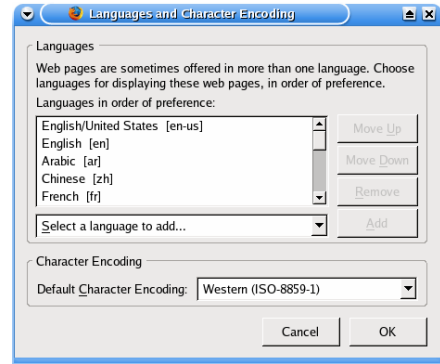 Languages and Character Encoding
Languages
Web pages are sometimes offered in more than one language. Choose
languages for displaying these web pages, in order of preference.
Languages in order of preference:
English/United States [en-us]
English [en]
Arabic [ar]
Chinese [zh]
French [fr]
Move Up
Move Down
Remove
Select a language to add...
Add
Character Encoding
Default Character Encoding: Western (ISO-8859-1)
Cancel OK